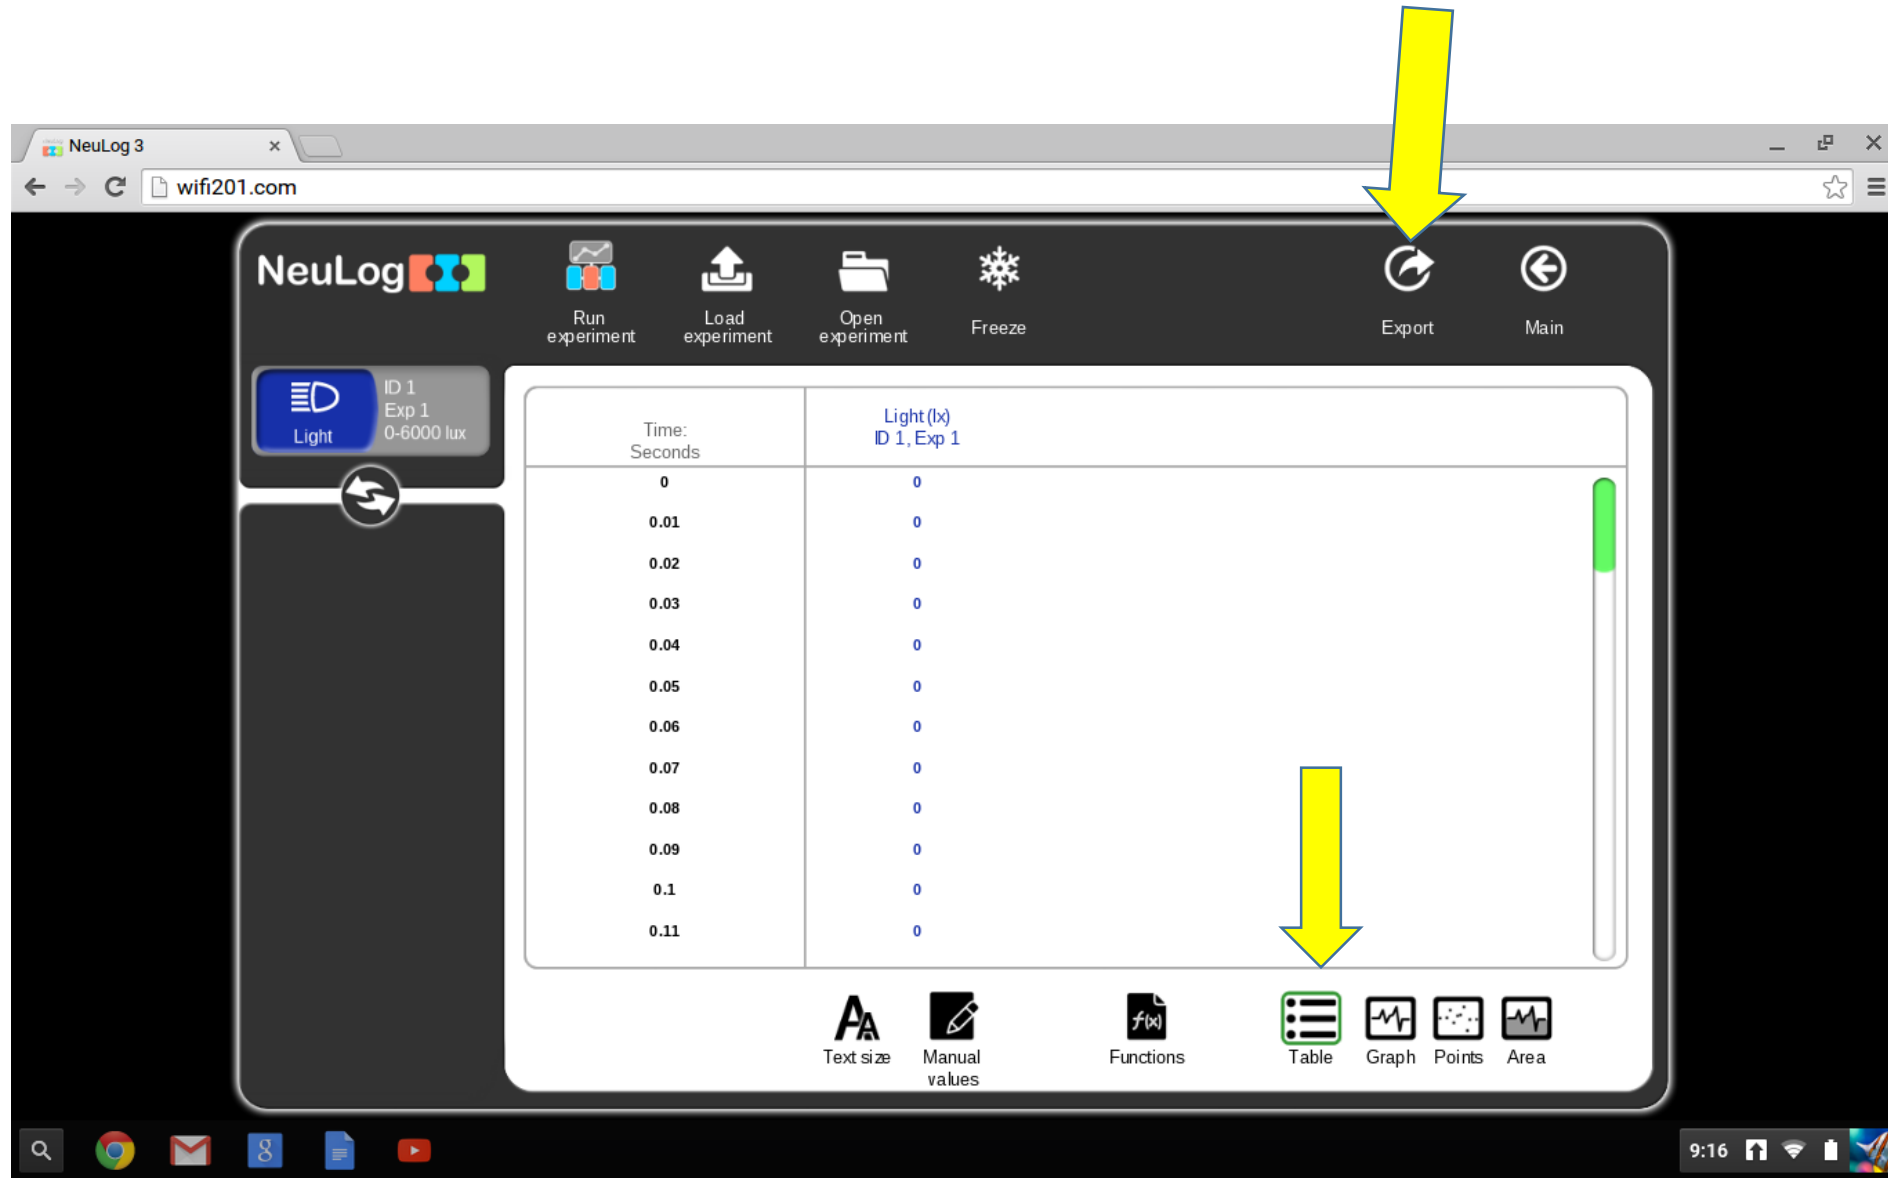 NeuLog 3
wifi201.com
NeuLog
Run
experiment
Load
experiment
Open
experiment
Freeze
Export
Main
Light
ID 1
Exp 1
0-6000 lux
Time:
Seconds
Light (lx)
ID 1, Exp 1
0 0
0.01 0
0.02 0
0.03 0
0.04 0
0.05 0
0.06 0
0.07 0
0.08 0
0.09 0
0.1 0
0.11 0
Text size
Manual
values
f(x)
Functions
Table
Graph
Points
Area
9:16